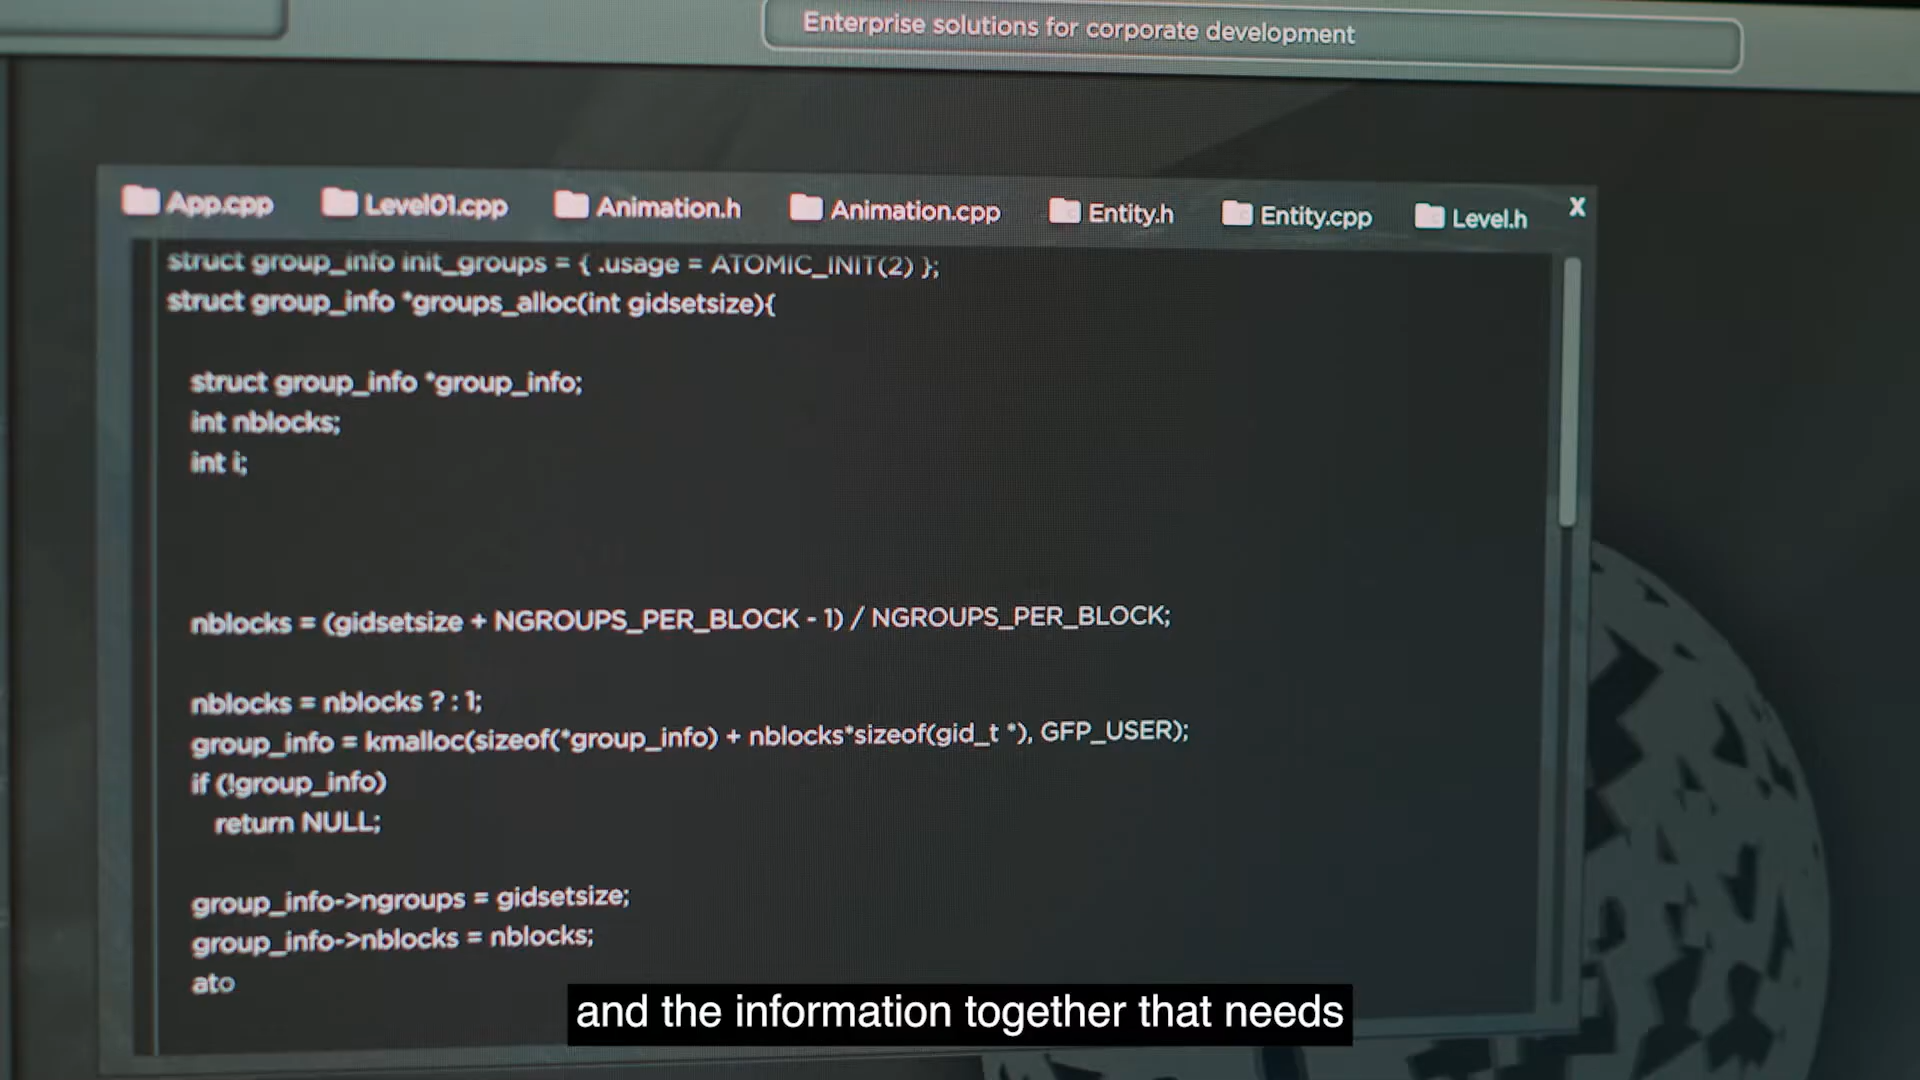 Enterprise solutions for corporate development
App.cpp Level01.cpp Animation.h Animation.cpp Entity.h Entity.cpp Level.h X
struct group_info init_groups = { .usage = ATOMIC_INIT(2) };
struct group_info *groups_alloc(int gidsetsize){
struct group_info *group_info;
int nblocks;
int i;
nblocks = (gidsetsize + NGROUPS_PER_BLOCK - 1) / NGROUPS_PER_BLOCK;
nblocks = nblocks ? : 1;
group_info = kmalloc(sizeof(*group_info) + nblocks*sizeof(gid_t *), GFP_USER);
if (!group_info)
return NULL;
group_info->ngroups = gidsetsize;
group_info->nblocks = nblocks;
ato
and the information together that needs